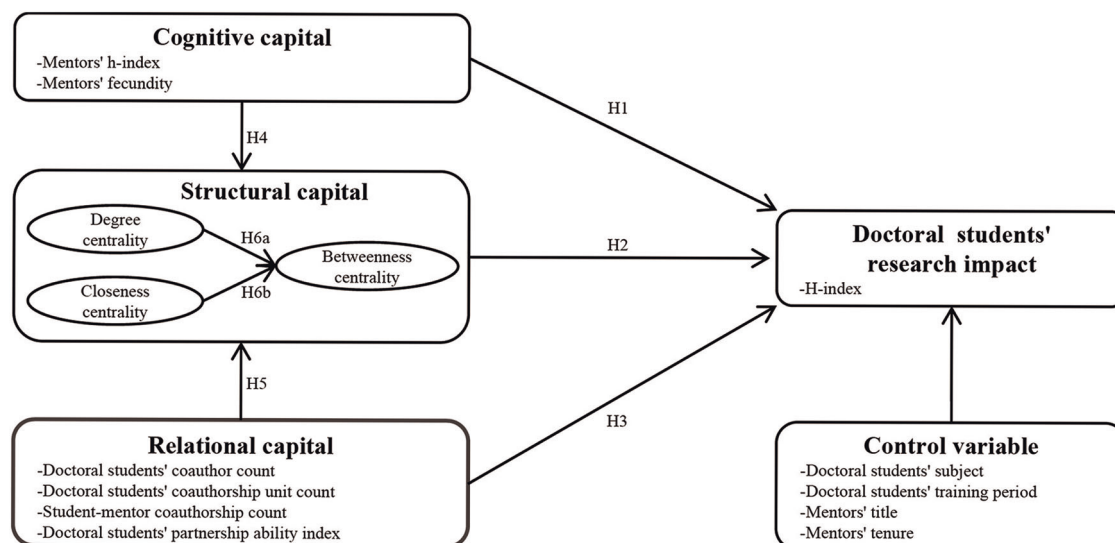 Cognitive capital
-Mentors' h-index
-Mentors' fecundity
H1
H4
Structural capital
Degree
centrality
H6a
Betweenness
centrality
Closeness
centrality
H6b
H2
Doctoral students'
research impact
-H-index
H5
H3
Relational capital
-Doctoral students' coauthor count
-Doctoral students' coauthorship unit count
-Student-mentor coauthorship count
-Doctoral students' partnership ability index
Control variable
-Doctoral students' subject
-Doctoral students' training period
-Mentors' title
-Mentors' tenure